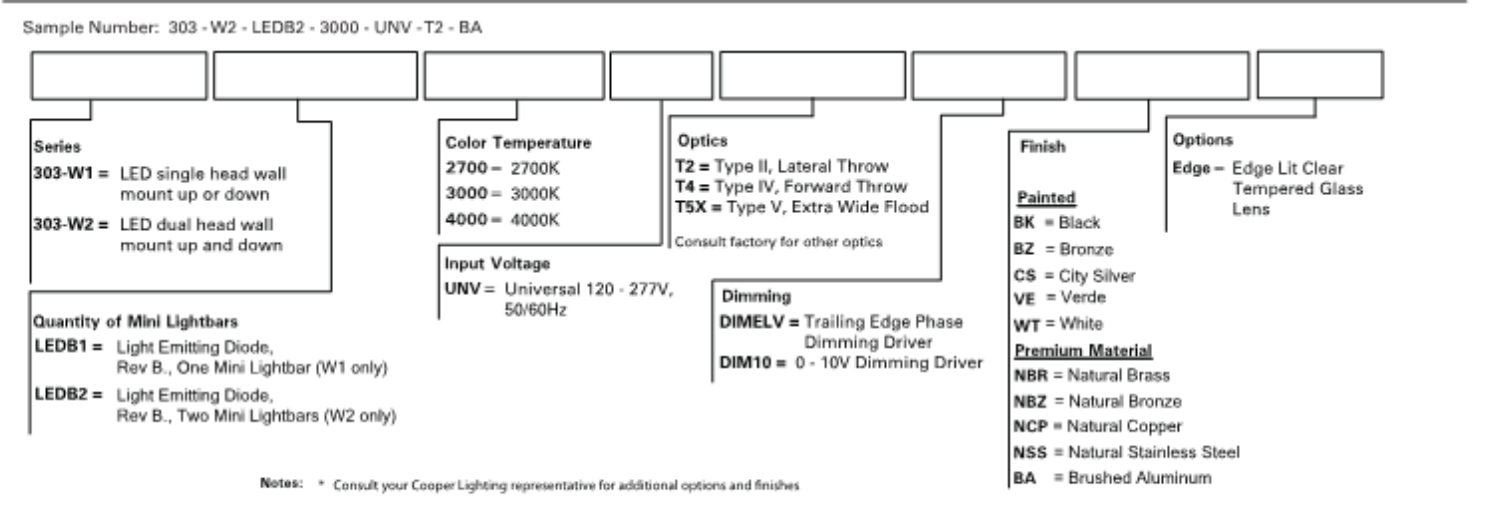 Sample Number: 303 - W2 - LEDB2 - 3000 - UNV - T2 - BA
Series
303-W1 = LED single head wall
mount up or down
303-W2 = LED dual head wall
mount up and down
Quantity of Mini Lightbars
LEDB1 = Light Emitting Diode,
Rev B., One Mini Lightbar (W1 only)
LEDB2 = Light Emitting Diode,
Rev B., Two Mini Lightbars (W2 only)
Color Temperature
2700 = 2700K
3000 = 3000K
4000 = 4000K
Input Voltage
UNV = Universal 120 - 277V,
50/60Hz
Optics
T2 = Type II, Lateral Throw
T4 = Type IV, Forward Throw
T5X = Type V, Extra Wide Flood
Consult factory for other optics
Dimming
DIMELV = Trailing Edge Phase
Dimming Driver
DIM10 = 0 - 10V Dimming Driver
Finish
Painted
BK = Black
BZ = Bronze
CS = City Silver
VE = Verde
WT = White
Premium Material
NBR = Natural Brass
NBZ = Natural Bronze
NCP = Natural Copper
NSS = Natural Stainless Steel
BA = Brushed Aluminum
Options
Edge – Edge Lit Clear
Tempered Glass
Lens
Notes: * Consult your Cooper Lighting representative for additional options and finishes